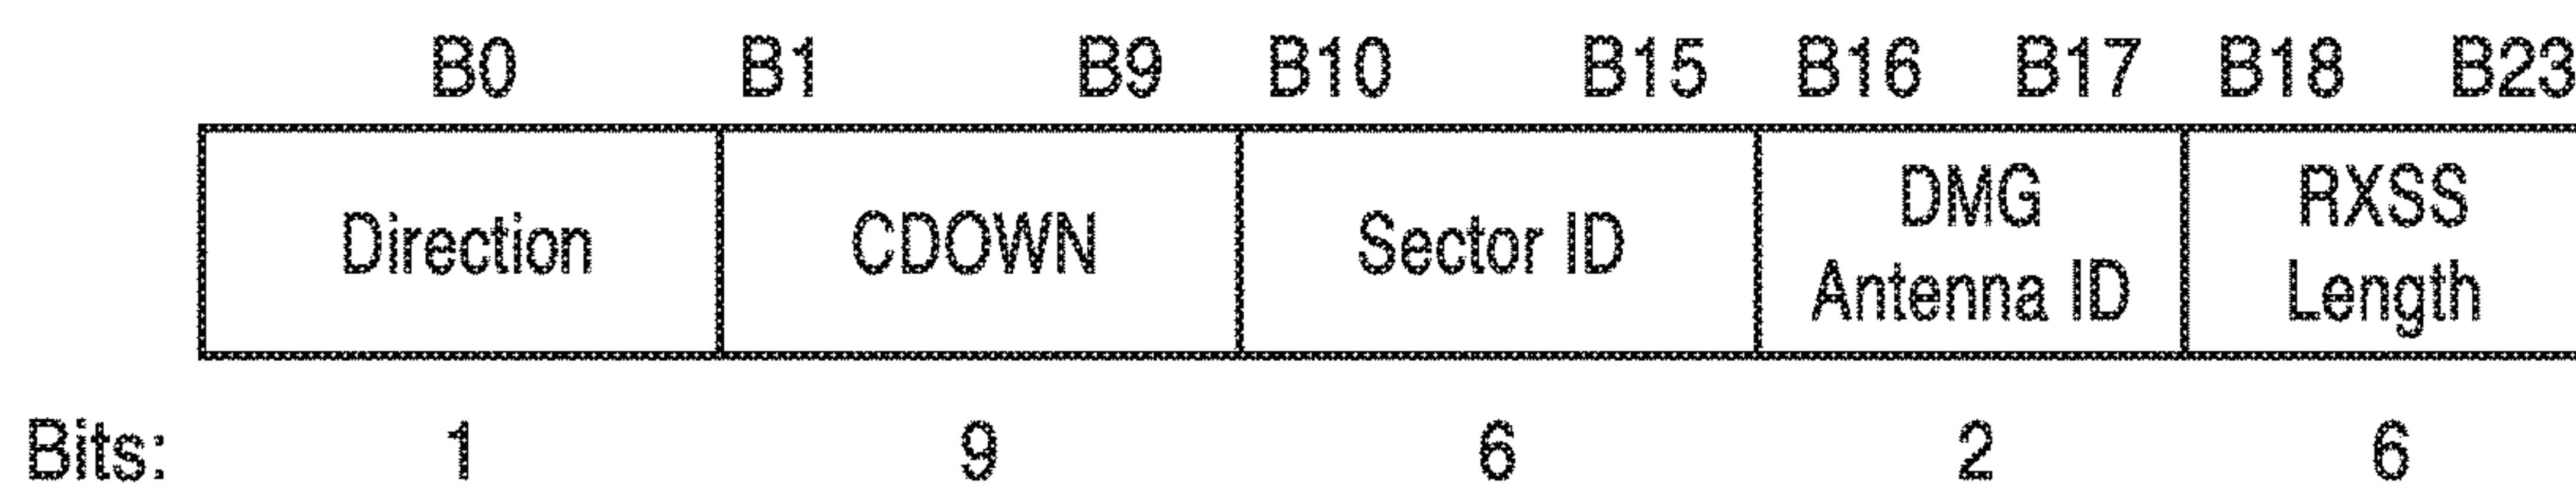 B0 B1 B9 B10 B15 B16 B17 B18 B23
Direction CDOWN Sector ID DMG Antenna ID RXSS Length
Bits: 1 9 6 2 6